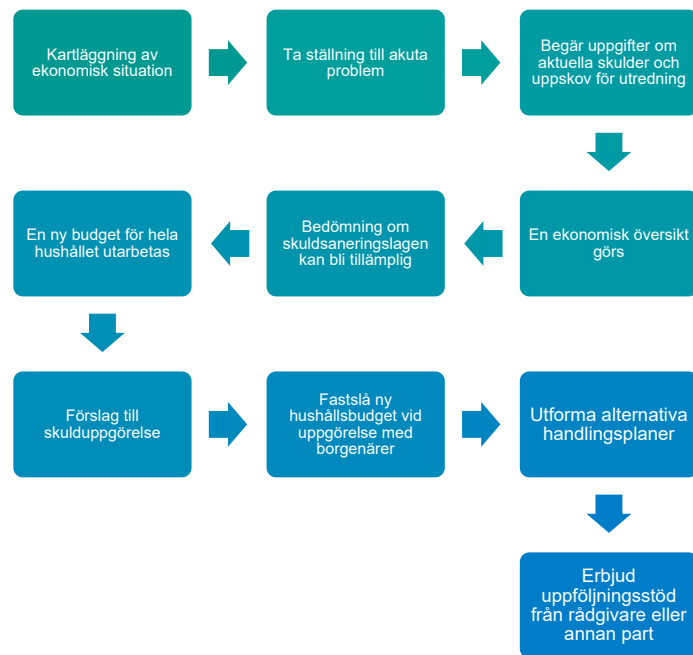 Kartläggning av
ekonomisk situation
Ta ställning till akuta
problem
Begär uppgifter om
aktuella skulder och
uppskov för utredning
En ekonomisk översikt
görs
Bedömning om
skuldsaneringslagen
kan bli tillämplig
En ny budget för hela
hushållet utarbetas
Förslag till
skulduppgörelse
Fastslå ny
hushållsbudget vid
uppgörelse med
borgenärer
Utforma alternativa
handlingsplaner
Erbjud
uppföljningsstöd
från rådgivare eller
annan part